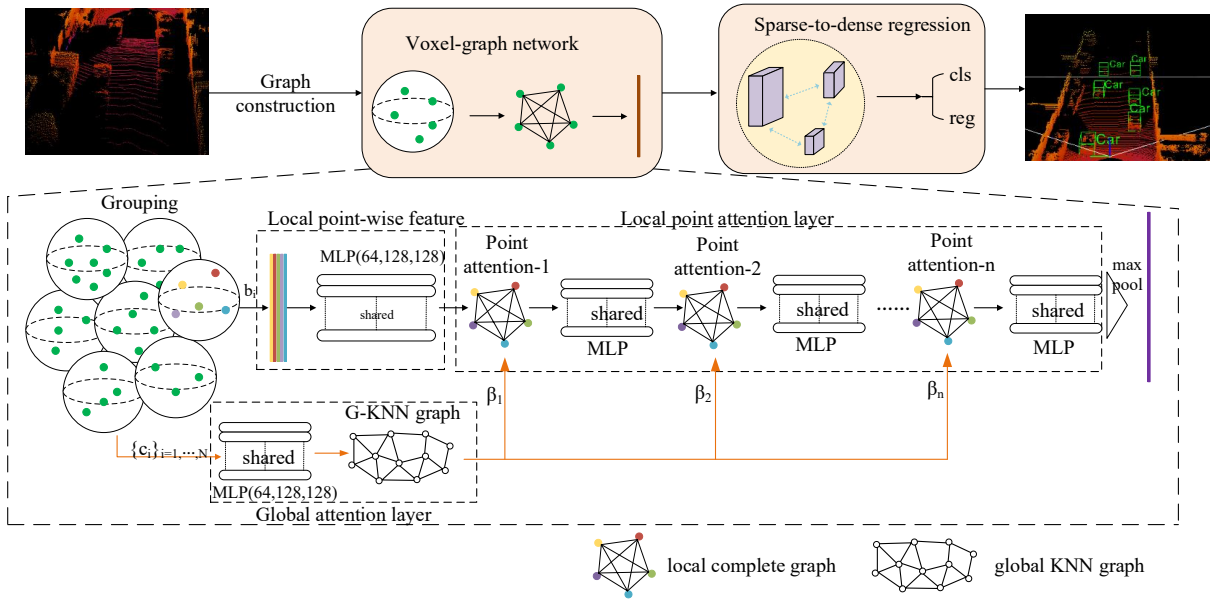 Graph
construction
Voxel-graph network
Sparse-to-dense regression
cls
reg
Car
Car
Car
Car
Car
Car
Grouping
Local point-wise feature
Local point attention layer
MLP(64,128,128)
Point
attention-1
Point
attention-2
Point
attention-n
max
pool
bᵢ
shared
shared
shared
......
shared
MLP
MLP
MLP
β₁
β₂
βₙ
G-KNN graph
{cᵢ}ᵢ₌₁,...,N
shared
MLP(64,128,128)
Global attention layer
local complete graph
global KNN graph